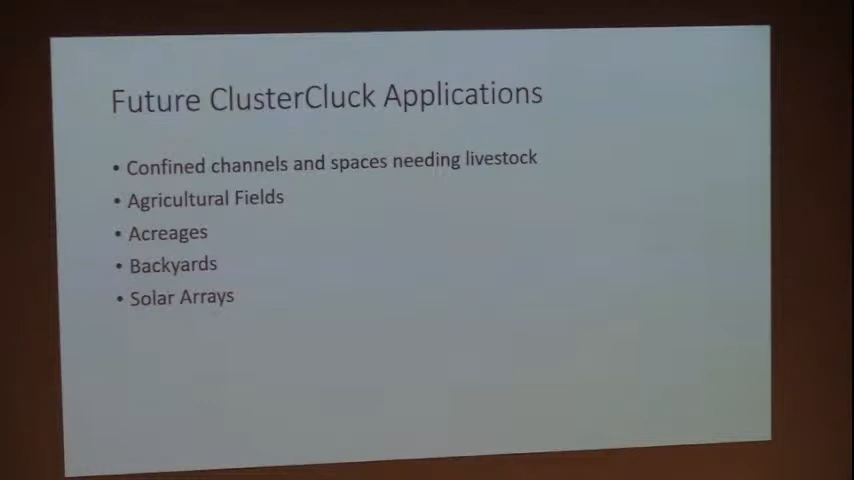 Future ClusterCluck Applications
• Confined channels and spaces needing livestock
• Agricultural Fields
• Acreages
• Backyards
• Solar Arrays